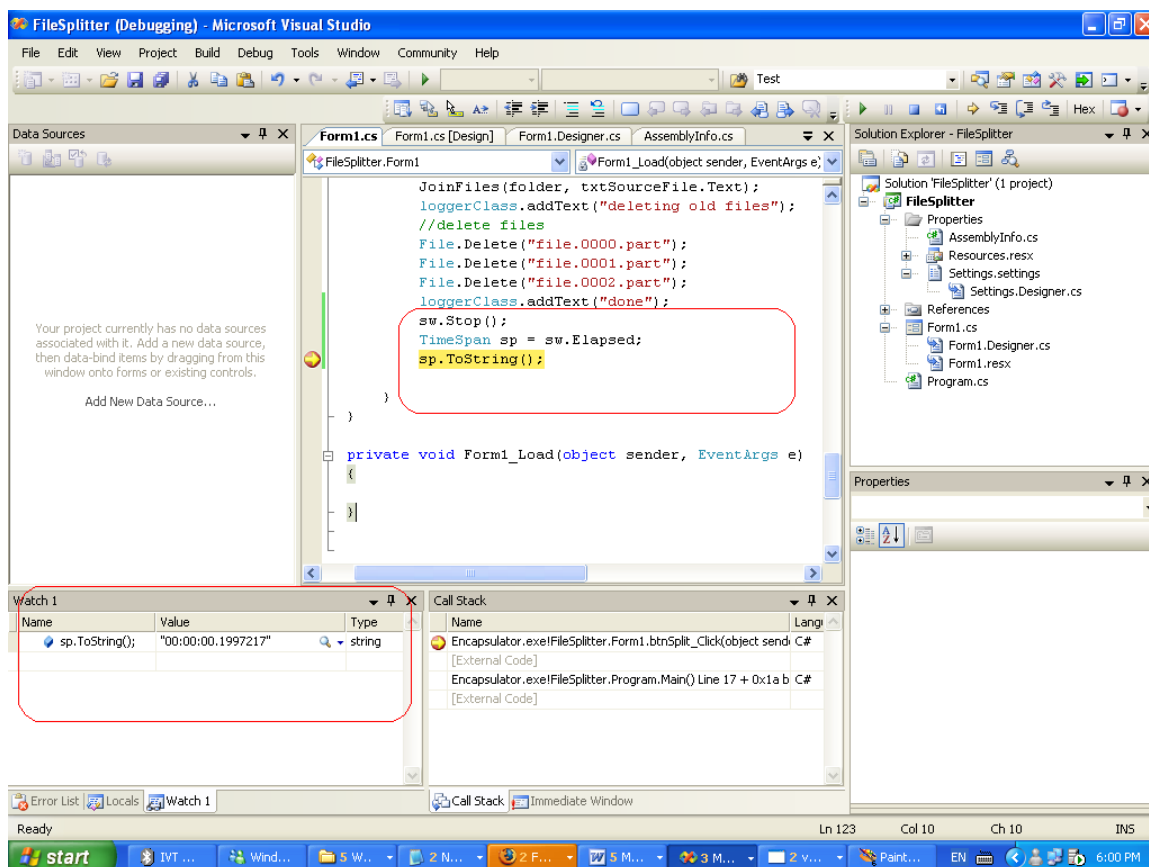 FileSplitter (Debugging) - Microsoft Visual Studio
File Edit View Project Build Debug Tools Window Community Help
Test
Hex
Data Sources
Your project currently has no data sources
associated with it. Add a new data source,
then data-bind items by dragging from this
window onto forms or existing controls.
Add New Data Source...
Form1.cs Form1.cs [Design] Form1.Designer.cs AssemblyInfo.cs
FileSplitter.Form1 Form1_Load(object sender, EventArgs e)
JoinFiles(folder, txtSourceFile.Text);
loggerClass.addText("deleting old files");
//delete files
File.Delete("file.0000.part");
File.Delete("file.0001.part");
File.Delete("file.0002.part");
loggerClass.addText("done");
sw.Stop();
TimeSpan sp = sw.Elapsed;
sp.ToString();
}
}
private void Form1_Load(object sender, EventArgs e)
{
}
Solution Explorer - FileSplitter
Solution 'FileSplitter' (1 project)
FileSplitter
Properties
AssemblyInfo.cs
Resources.resx
Settings.settings
Settings.Designer.cs
References
Form1.cs
Form1.Designer.cs
Form1.resx
Program.cs
Properties
Watch 1
Name Value Type
sp.ToString(); "00:00:00.1997217" string
Call Stack
Name Lang
Encapsulator.exe!FileSplitter.Form1.btnSplit_Click(object send C#
[External Code]
Encapsulator.exe!FileSplitter.Program.Main() Line 17 + 0x1a b C#
[External Code]
Error List Locals Watch 1
Call Stack Immediate Window
Ready Ln 123 Col 10 Ch 10 INS
start IVT ... Wind... 5 W... 2 N... 2 F... 5 M... 3 M... 2 v... Paint... EN 6:00 PM